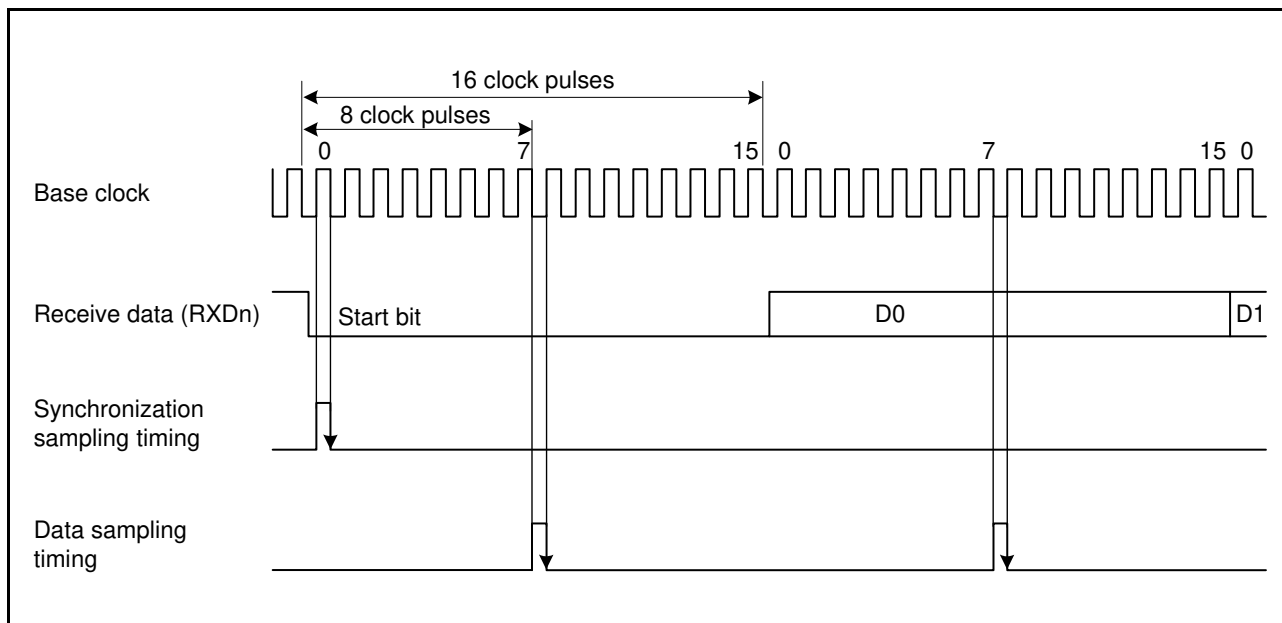 16 clock pulses
8 clock pulses
0 7 15 0 7 15 0
Base clock
Receive data (RXDn)
Start bit
D0
D1
Synchronization
sampling timing
Data sampling
timing